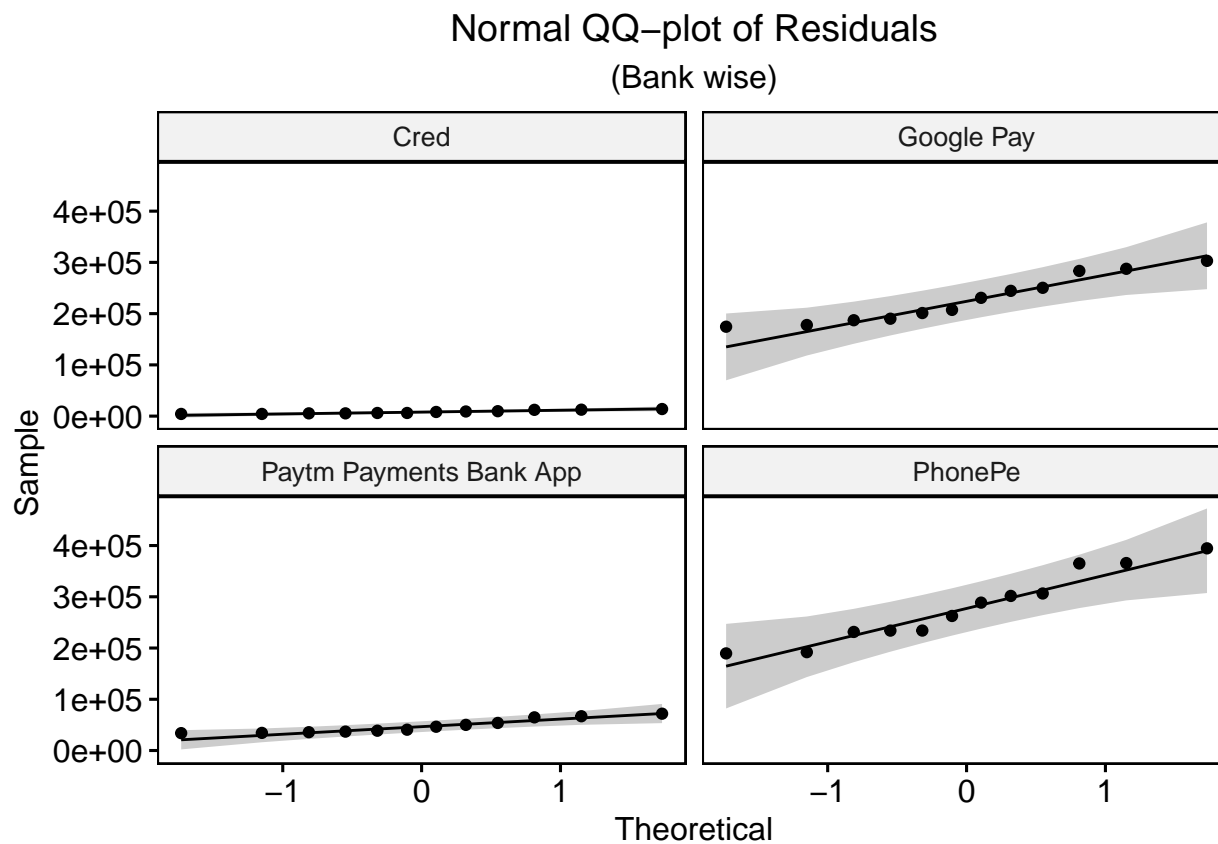 Normal QQ−plot of Residuals
(Bank wise)
Cred
Google Pay
4e+05
3e+05
2e+05
1e+05
0e+00
Paytm Payments Bank App
PhonePe
4e+05
3e+05
2e+05
1e+05
0e+00
Sample
−1
0
1
−1
0
1
Theoretical